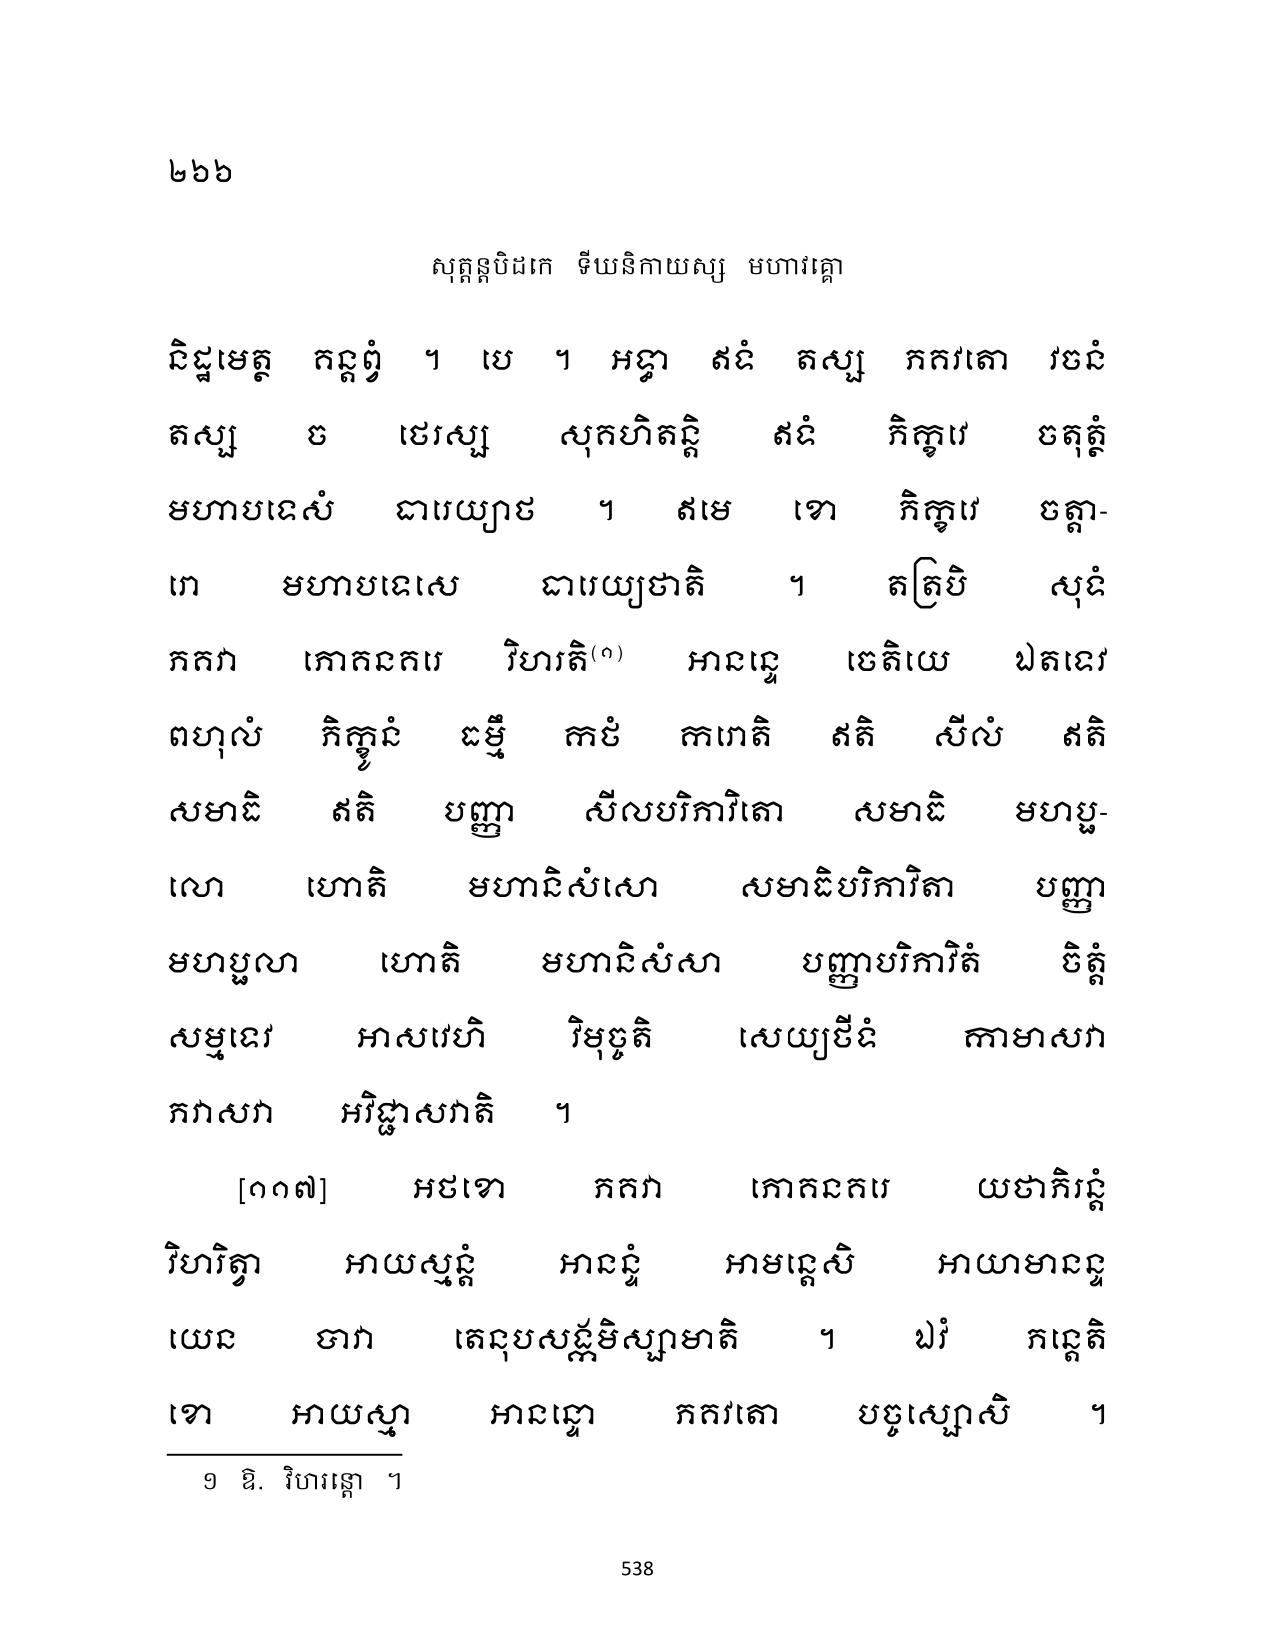 ២៦៦
សុត្តន្តបិដកេ ទីឃនិកាយស្ស មហាវគ្គោ
និដ្ឋមេត្ថ គន្តព្វំ ។ បេ ។ អទ្ធា ឥទំ តស្ស ភគវតោ វចនំ
តស្ស ច ថេរស្ស សុគហិតន្តិ ឥទំ ភិក្ខវេ ចតុត្ថំ
មហាបទេសំ ធារេយ្យាថ ។ ឥមេ ខោ ភិក្ខវេ ចត្តា-
រោ មហាបទេសេ ធារេយ្យថាតិ ។ តត្រ​បិ សុទំ
ភគវា ភោគនគរេ វិហរតិ(១) អានន្ទេ ចេតិយេ ឯតទេវ
ពហុលំ ភិក្ខូនំ ធម្មឹ កថំ ករោតិ ឥតិ សីលំ ឥតិ
សមាធិ ឥតិ បញ្ញា សីលបរិភាវិតោ សមាធិ មហប្ផ-
លោ ហោតិ មហានិសំសោ សមាធិបរិភាវិតា បញ្ញា
មហប្ផលា ហោតិ មហានិសំសា បញ្ញាបរិភាវិតំ ចិត្តំ
សម្មទេវ អាសវេហិ វិមុច្ចតិ សេយ្យថីទំ កាមាសវា
ភវាសវា អវិជ្ជាសវាតិ ។
[១១៧] អថខោ ភគវា ភោគនគរេ យថាភិរន្តំ
វិហរិត្វា អាយស្មន្តំ អានន្ទំ អាមន្តេសិ អាយាមានន្ទ
យេន បាវា តេនុបសង្កមិស្សាមាតិ ។ ឯវំ ភន្តេតិ
ខោ អាយស្មា អានន្ទោ ភគវតោ បច្ចស្សោសិ ។
១ ឱ. វិហរន្តោ ។
538